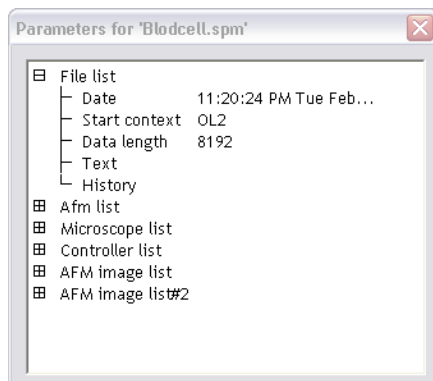 Parameters for 'Blodcell.spm'
File list
Date 11:20:24 PM Tue Feb...
Start context OL2
Data length 8192
Text
History
Afm list
Microscope list
Controller list
AFM image list
AFM image list#2